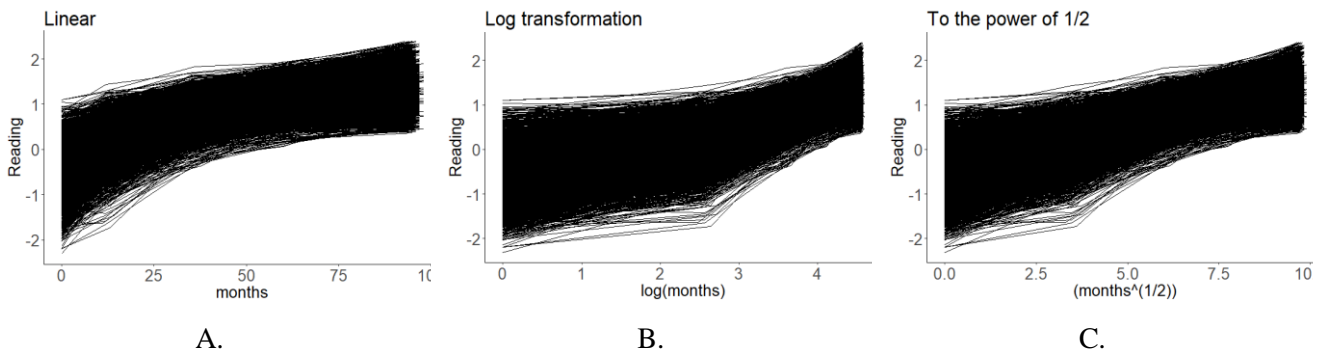 Linear
Reading
2
1
0
-1
-2
0
25
50
75
10
months
A.
Log transformation
Reading
2
1
0
-1
-2
0
1
2
3
4
log(months)
B.
To the power of 1/2
Reading
2
1
0
-1
-2
0.0
2.5
5.0
7.5
10
(months^(1/2))
C.